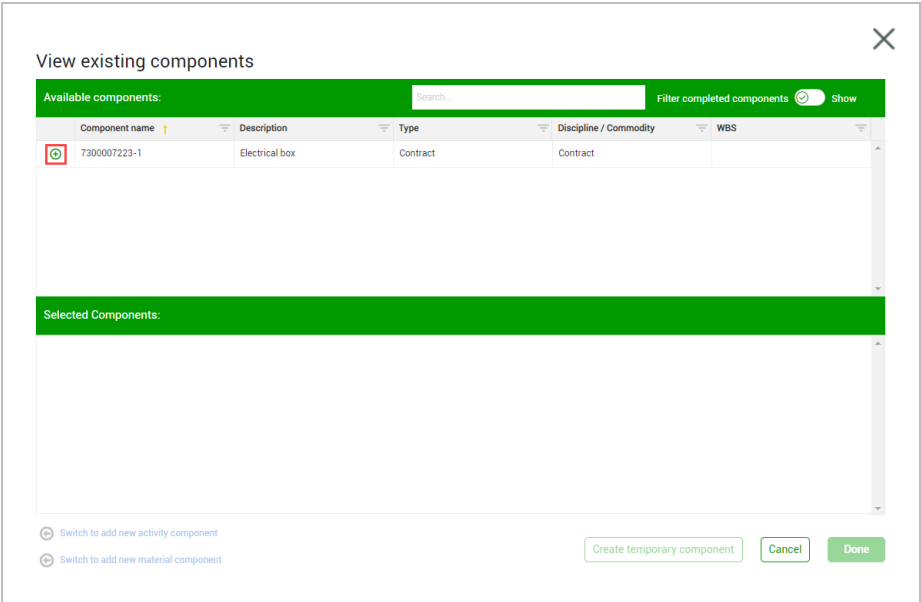 View existing components
Available components: Search... Filter completed components Show
Component name Description Type Discipline / Commodity WBS
7300007223-1 Electrical box Contract Contract
Selected Components:
Switch to add new activity component
Switch to add new material component
Create temporary component Cancel Done